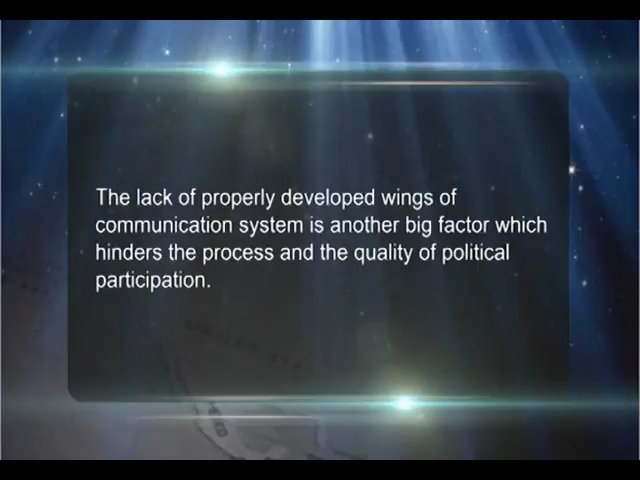 The lack of properly developed wings of
communication system is another big factor which
hinders the process and the quality of political
participation.